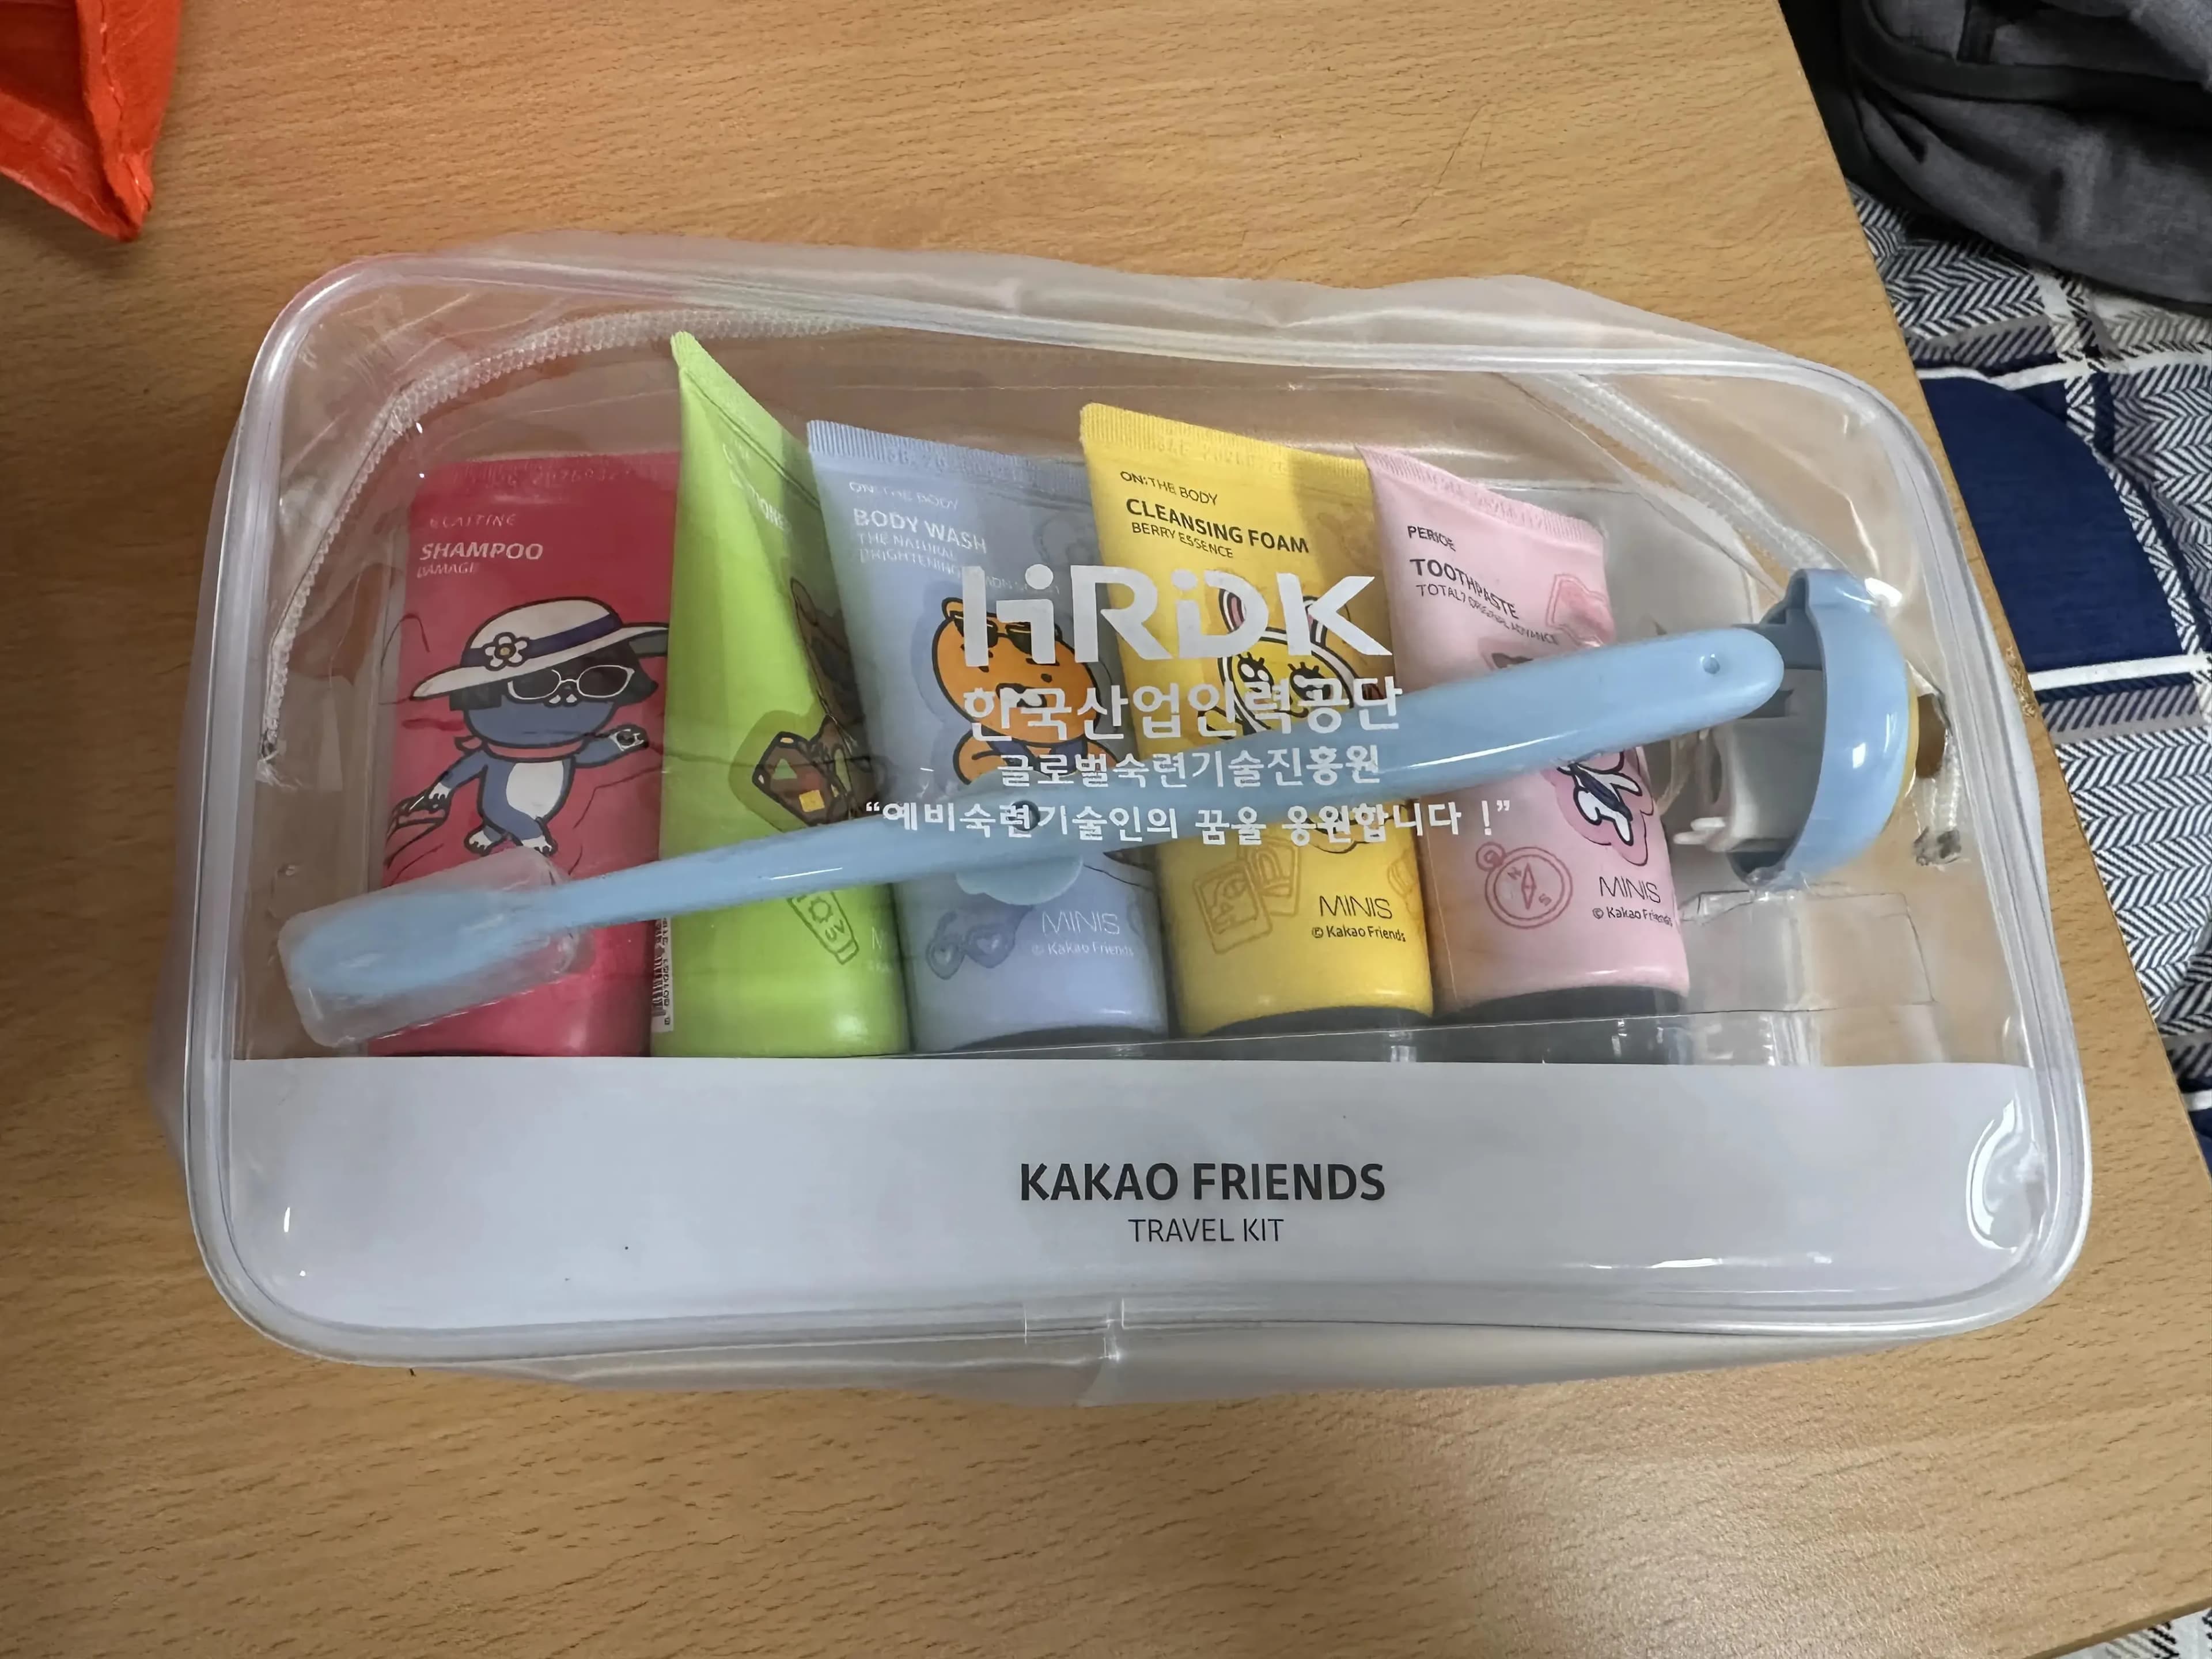 SHAMPOO
DAMAGE
ON: THE BODY
BODY WASH
THE NATURAL
BRIGHTENING
ON: THE BODY
CLEANSING FOAM
BERRY ESSENCE
PERIOE
TOOTHPASTE
HRDK
한국산업인력공단
글로벌숙련기술진흥원
“예비숙련기술인의 꿈을 응원합니다 !”
MINIS
© Kakao Friends
MINIS
© Kakao Friends
MINIS
© Kakao Friends
KAKAO FRIENDS
TRAVEL KIT